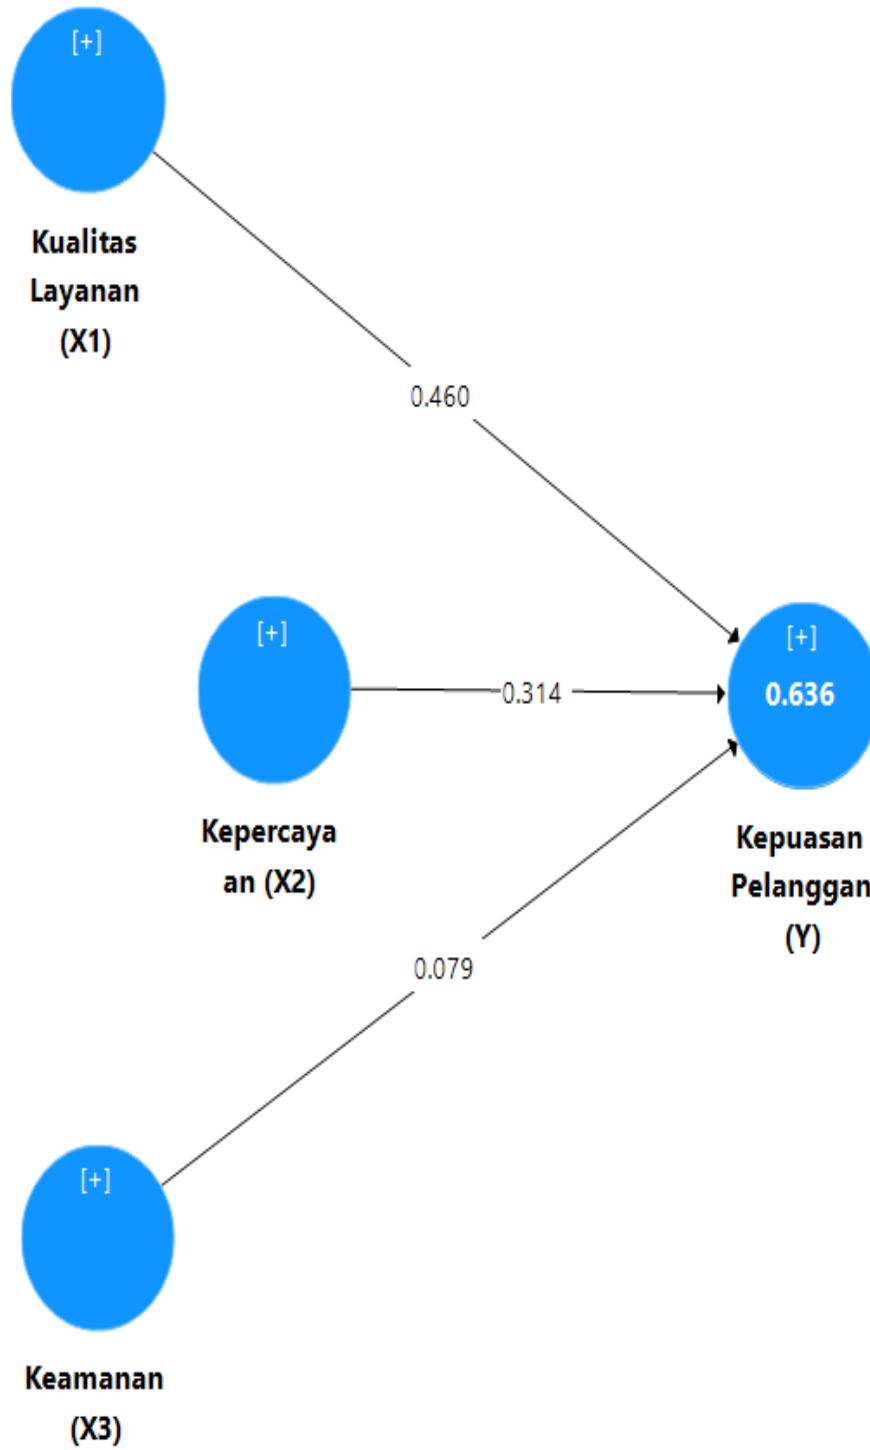 [+]
Kualitas
Layanan
(X1)
0.460
[+]
0.314
[+]
0.636
Kepercaya
an (X2)
Kepuasan
Pelanggan
(Y)
0.079
[+]
Keamanan
(X3)